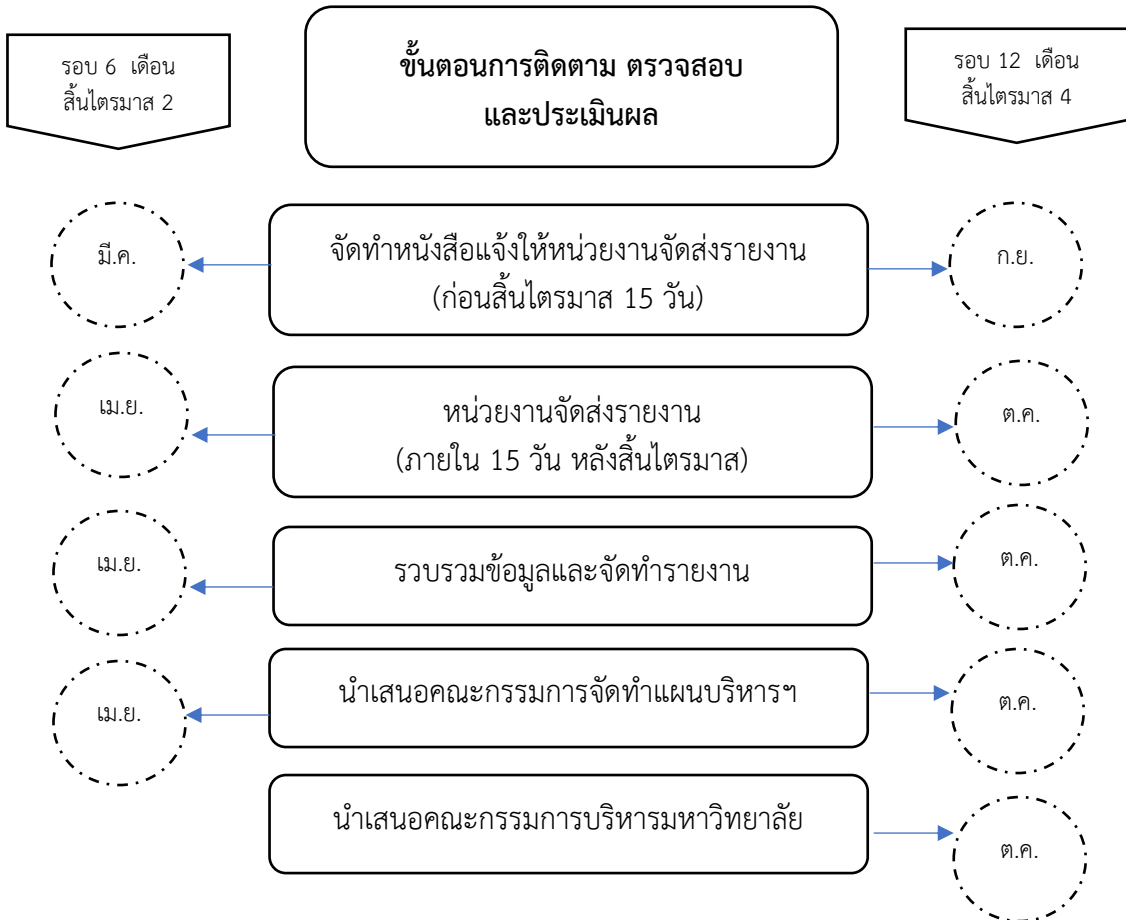 รอบ 6 เดือน
สิ้นไตรมาส 2
ขั้นตอนการติดตาม ตรวจสอบ
และประเมินผล
รอบ 12 เดือน
สิ้นไตรมาส 4
มี.ค.
จัดทำหนังสือแจ้งให้หน่วยงานจัดส่งรายงาน
(ก่อนสิ้นไตรมาส 15 วัน)
ก.ย.
เม.ย.
หน่วยงานจัดส่งรายงาน
(ภายใน 15 วัน หลังสิ้นไตรมาส)
ต.ค.
เม.ย.
รวบรวมข้อมูลและจัดทำรายงาน
ต.ค.
เม.ย.
นำเสนอคณะกรรมการจัดทำแผนบริหารฯ
ต.ค.
นำเสนอคณะกรรมการบริหารมหาวิทยาลัย
ต.ค.